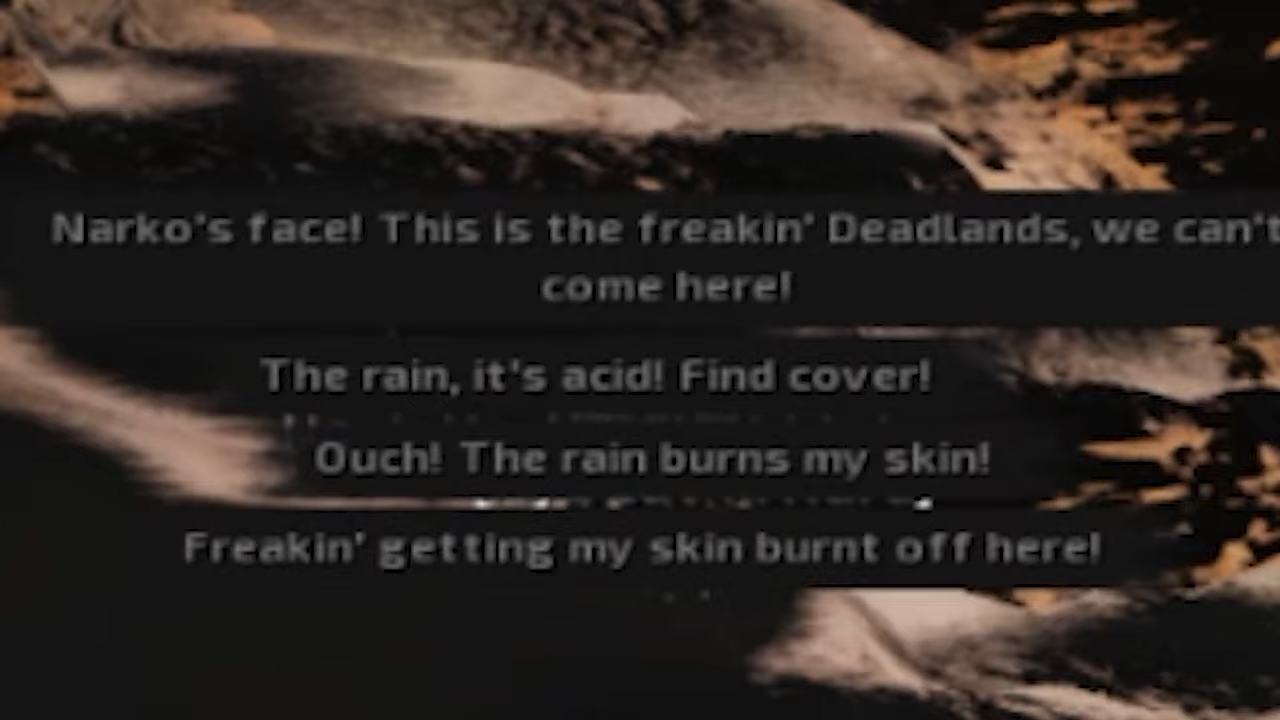 Narko's face! This is the freakin' Deadlands, we can't
come here!
The rain, it's acid! Find cover!
Ouch! The rain burns my skin!
Freakin' getting my skin burnt off here!